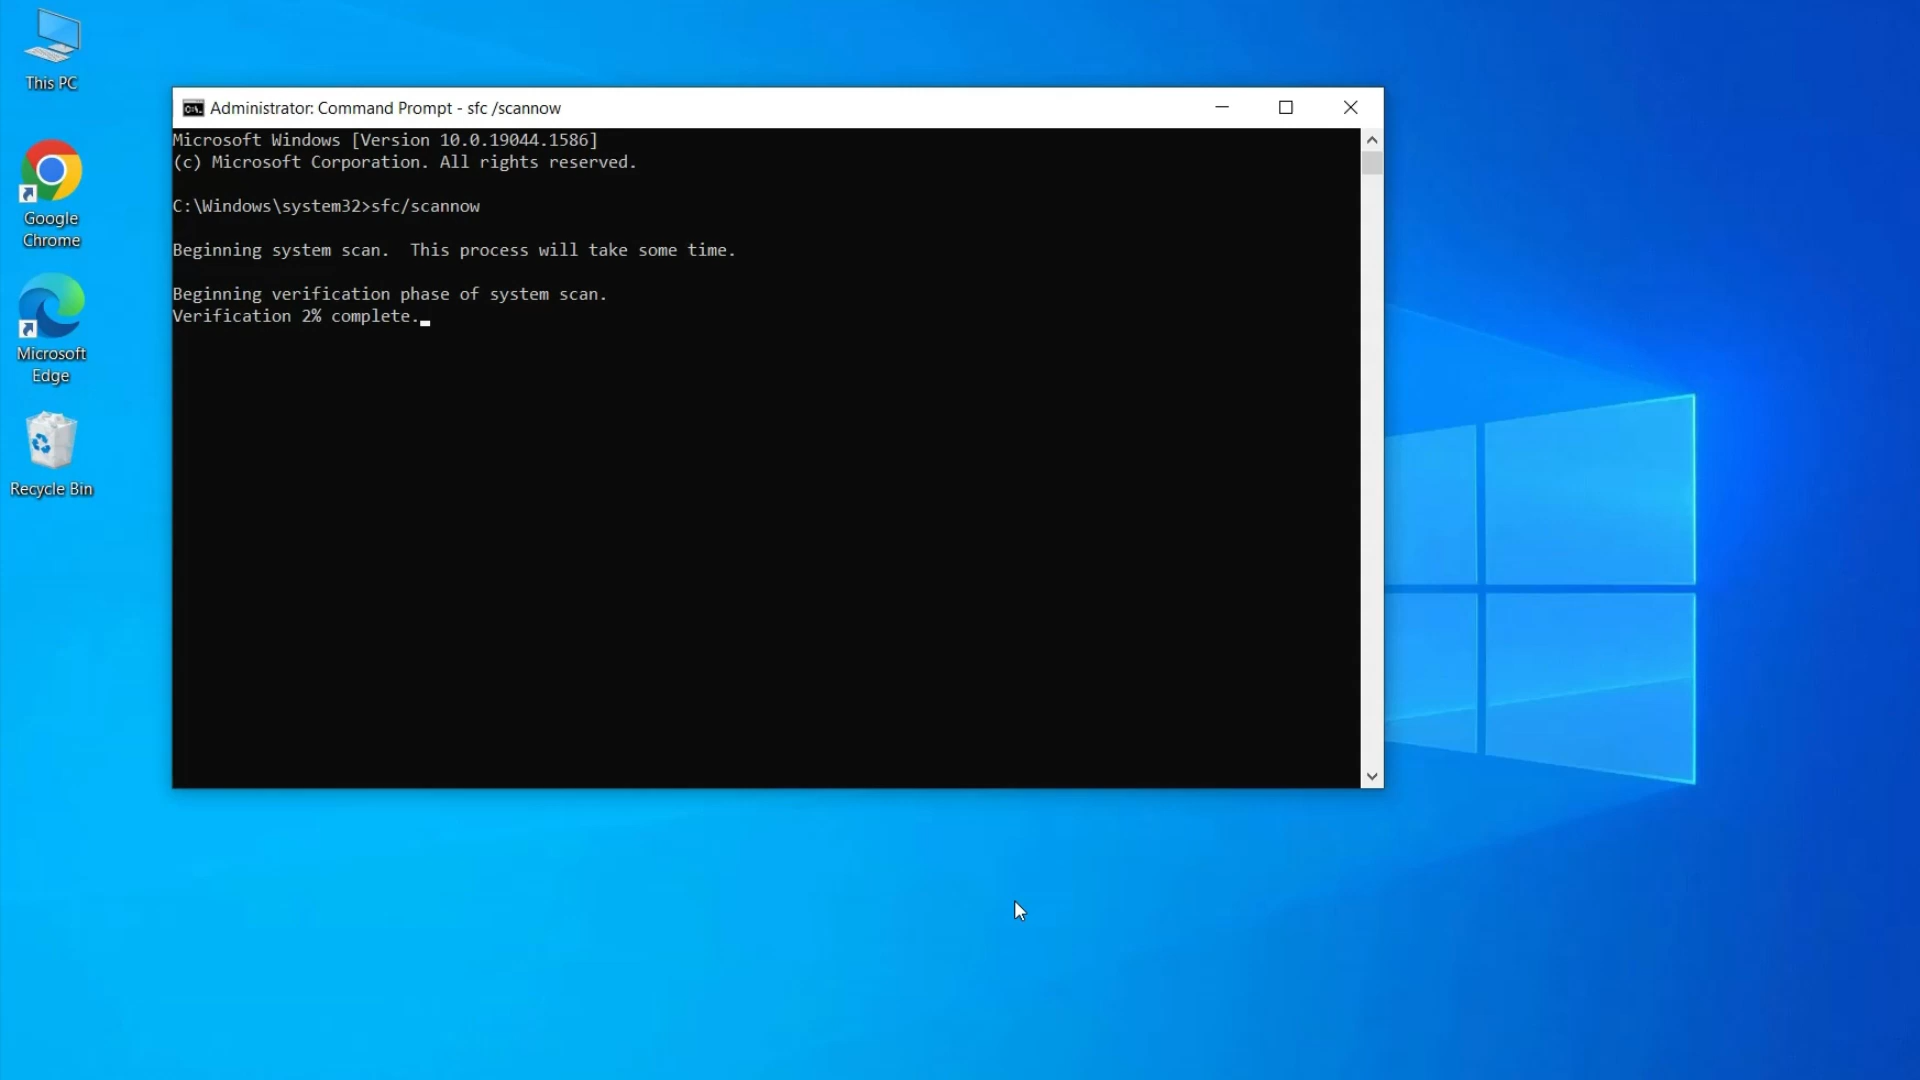 This PC
Google
Chrome
Microsoft
Edge
Recycle Bin
Administrator: Command Prompt - sfc /scannow
Microsoft Windows [Version 10.0.19044.1586]
(c) Microsoft Corporation. All rights reserved.
C:\Windows\system32>sfc/scannow
Beginning system scan.  This process will take some time.
Beginning verification phase of system scan.
Verification 2% complete.